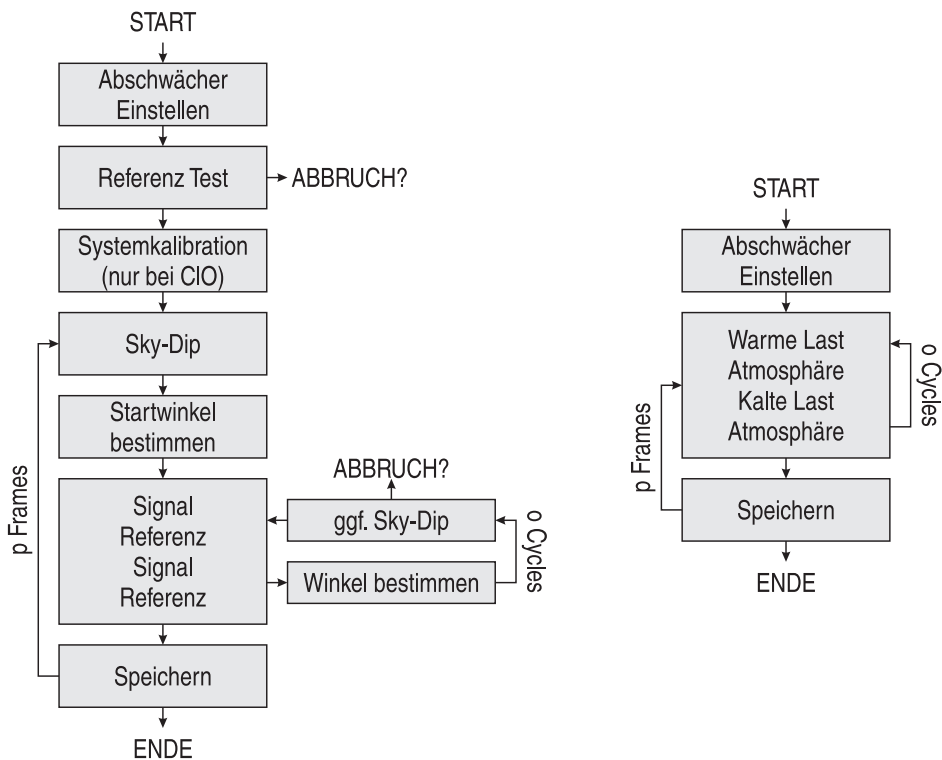 START
Abschwächer
Einstellen
Referenz Test
ABBRUCH?
Systemkalibration
(nur bei ClO)
Sky-Dip
Startwinkel
bestimmen
p Frames
Signal
Referenz
Signal
Referenz
ABBRUCH?
ggf. Sky-Dip
Winkel bestimmen
o Cycles
Speichern
ENDE
START
Abschwächer
Einstellen
Warme Last
Atmosphäre
Kalte Last
Atmosphäre
o Cycles
p Frames
Speichern
ENDE